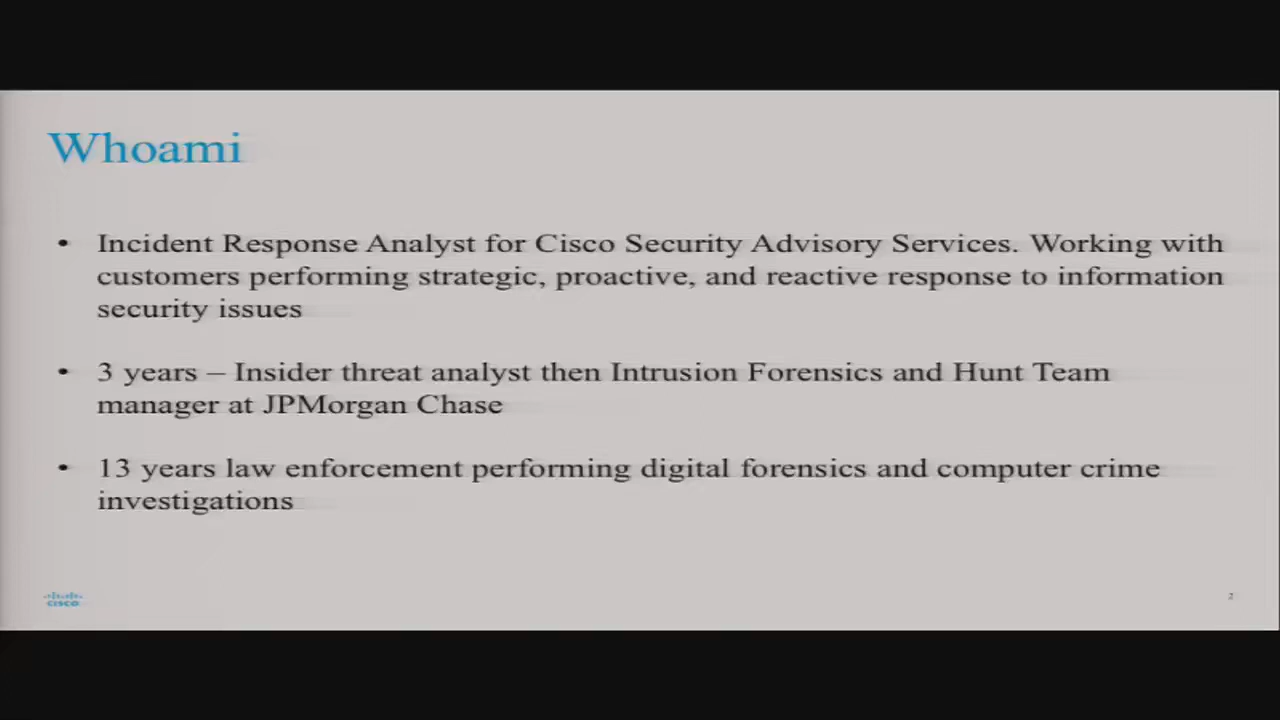 Whoami
• Incident Response Analyst for Cisco Security Advisory Services. Working with
customers performing strategic, proactive, and reactive response to information
security issues
• 3 years – Insider threat analyst then Intrusion Forensics and Hunt Team
manager at JPMorgan Chase
• 13 years law enforcement performing digital forensics and computer crime
investigations
CISCO
2